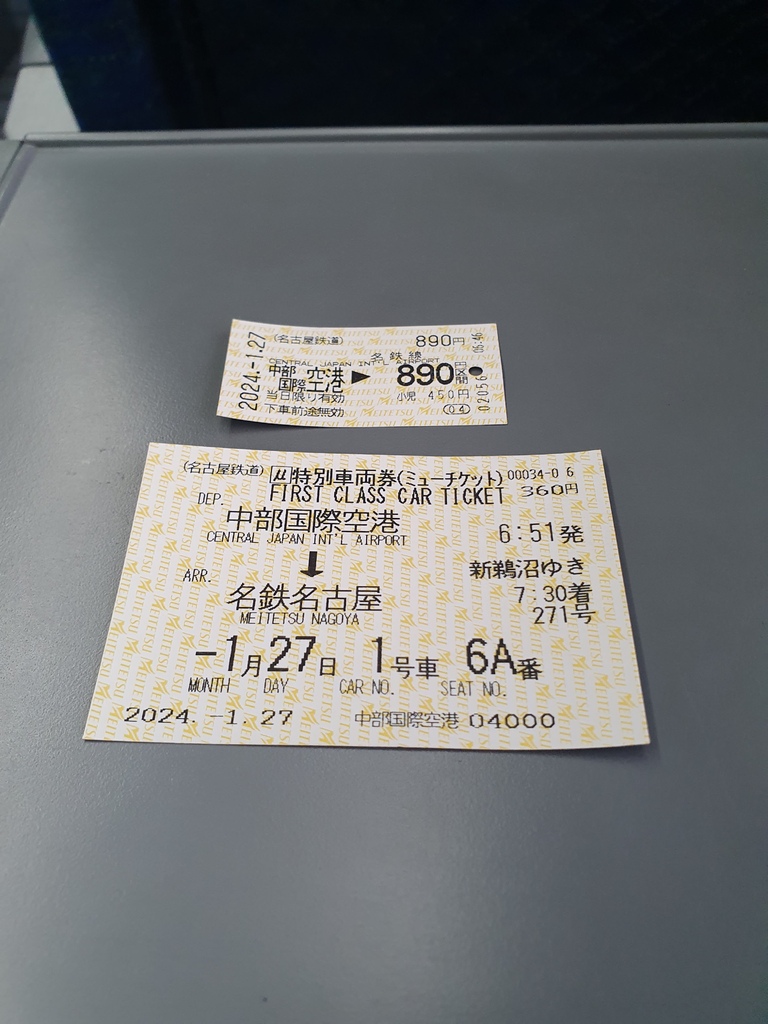 2024.-1.27
(名古屋鉄道) 890円
名鉄線
CENTRAL JAPAN INT'L AIRPORT
中部国際空港▶890円区間
当日限り有効 小児 450円
下車前途無効 (04)
02056 06:46
(名古屋鉄道) μ特別車両券(ミューチケット) 00034-06
FIRST CLASS CAR TICKET 360円
DEP. 中部国際空港 6:51発
CENTRAL JAPAN INT'L AIRPORT
↓ 新鵜沼ゆき
ARR. 名鉄名古屋 7:30着
MEITETSU NAGOYA 271号
-1月27日 1号車 6A番
MONTH DAY CAR NO. SEAT NO.
2024.-1.27 中部国際空港 04000